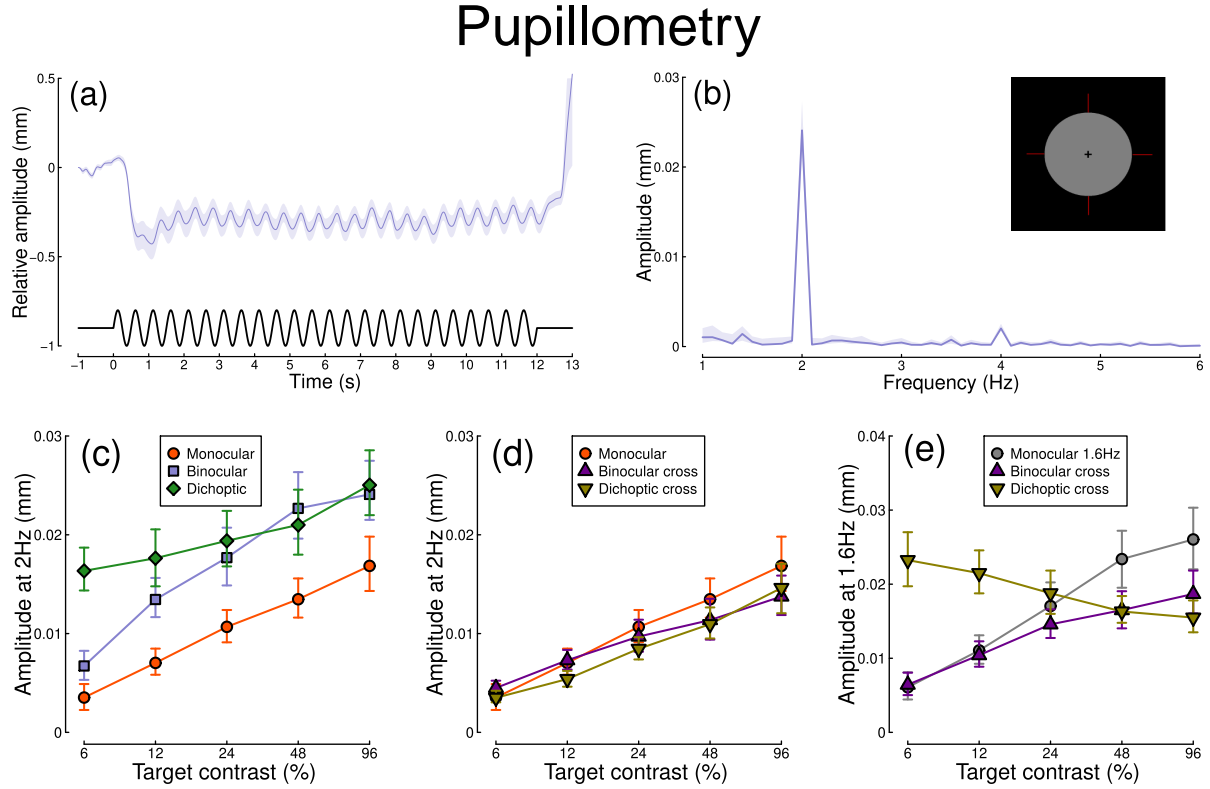 Pupillometry
(a)
Relative amplitude (mm)
0.5
0
−0.5
−1
−1 0 1 2 3 4 5 6 7 8 9 10 11 12 13
Time (s)
(b)
Amplitude (mm)
0.03
0.02
0.01
0
1 2 3 4 5 6
Frequency (Hz)
(c)
Monocular
Binocular
Dichoptic
Amplitude at 2Hz (mm)
0.03
0.02
0.01
0
6 12 24 48 96
Target contrast (%)
(d)
Monocular
Binocular cross
Dichoptic cross
Amplitude at 2Hz (mm)
0.03
0.02
0.01
0
6 12 24 48 96
Target contrast (%)
(e)
Monocular 1.6Hz
Binocular cross
Dichoptic cross
Amplitude at 1.6Hz (mm)
0.04
0.03
0.02
0.01
0
6 12 24 48 96
Target contrast (%)